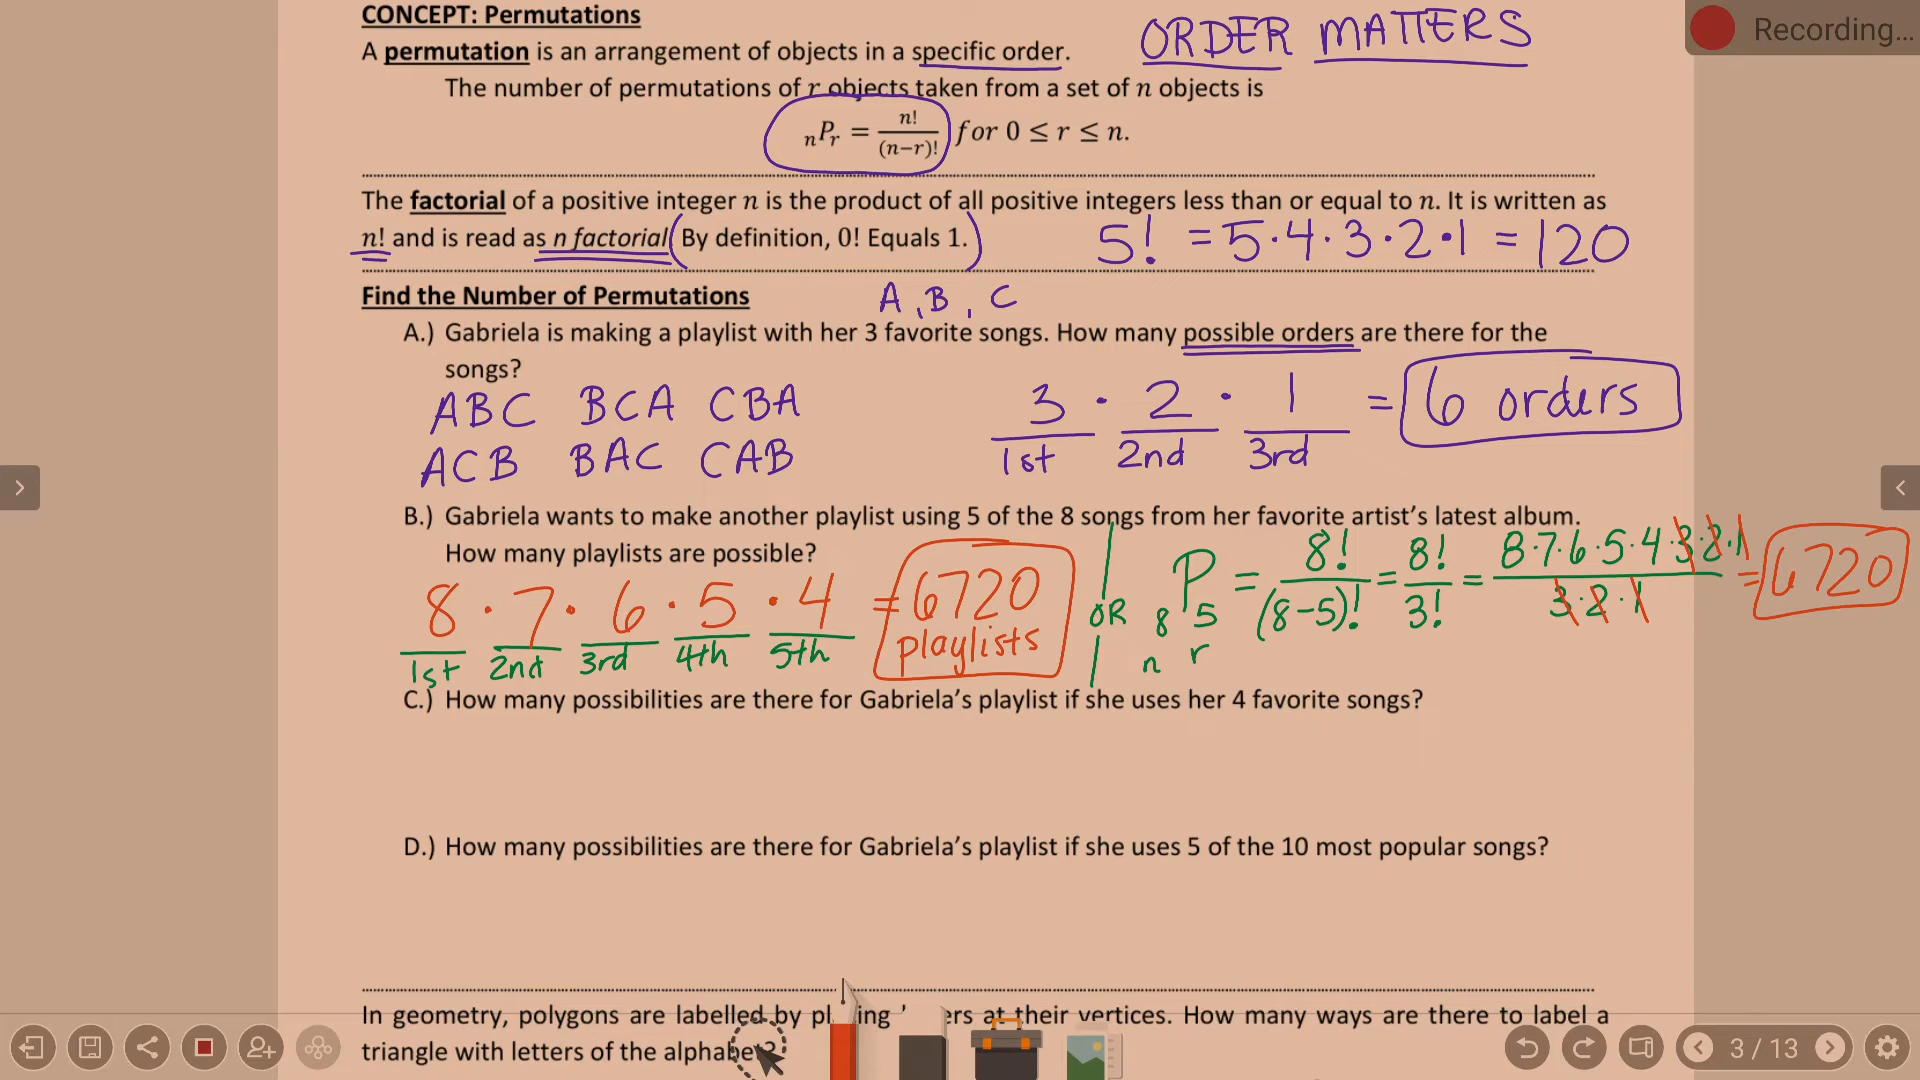 CONCEPT: Permutations
ORDER MATTERS
Recording...
A permutation is an arrangement of objects in a specific order.
The number of permutations of r objects taken from a set of n objects is
nPr = n!/(n−r)! for 0 ≤ r ≤ n.
The factorial of a positive integer n is the product of all positive integers less than or equal to n. It is written as
n! and is read as n factorial (By definition, 0! Equals 1.)
5! = 5·4·3·2·1 = 120
Find the Number of Permutations
A, B, C
A.) Gabriela is making a playlist with her 3 favorite songs. How many possible orders are there for the
songs?
ABC BCA CBA
ACB BAC CAB
3 · 2 · 1 = 6 orders
1st 2nd 3rd
B.) Gabriela wants to make another playlist using 5 of the 8 songs from her favorite artist's latest album.
How many playlists are possible?
8 · 7 · 6 · 5 · 4 = 6720
playlists
1st 2nd 3rd 4th 5th
OR
8P5 = 8!/(8-5)! = 8!/3! = 8·7·6·5·4·3·2·1/3·2·1 = 6720
n r
C.) How many possibilities are there for Gabriela's playlist if she uses her 4 favorite songs?
D.) How many possibilities are there for Gabriela's playlist if she uses 5 of the 10 most popular songs?
In geometry, polygons are labelled by at their vertices. How many ways are there to label a
triangle with letters of the alphabet?
3 / 13